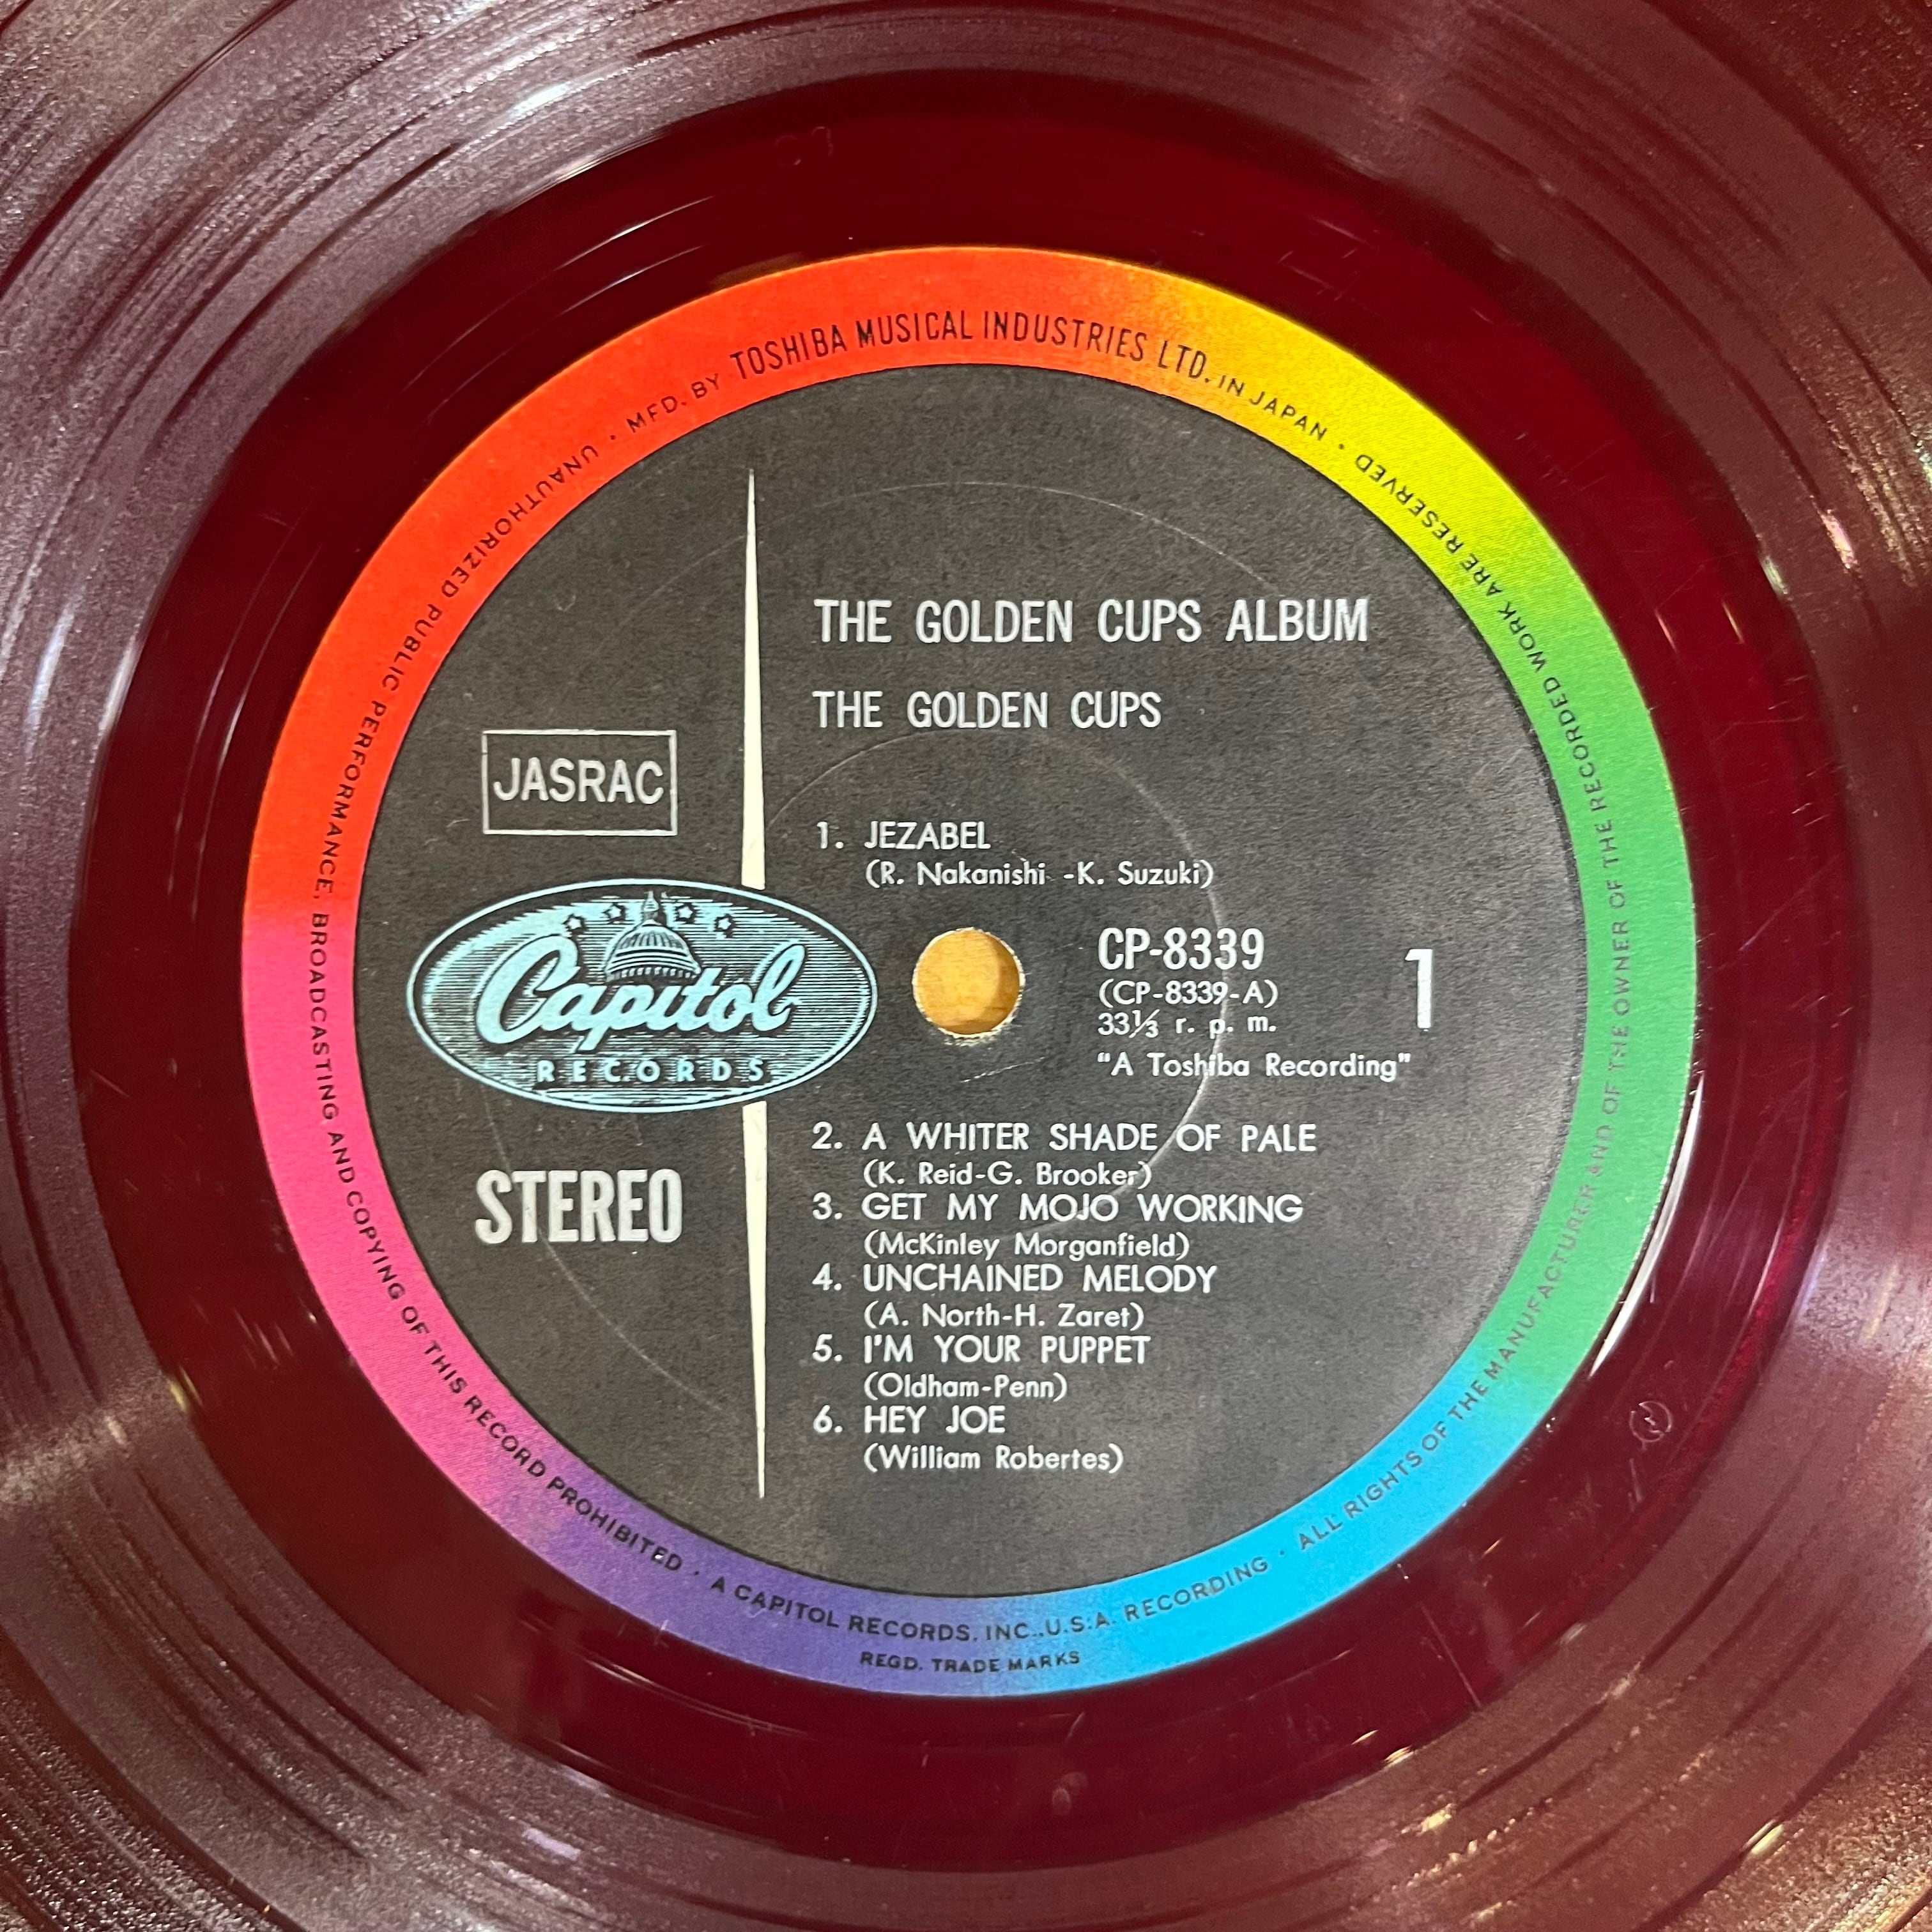 MFD. BY TOSHIBA MUSICAL INDUSTRIES LTD. IN JAPAN · ALL RIGHTS OF THE MANUFACTURER AND OF THE OWNER OF THE RECORDED WORK ARE RESERVED ·
UNAUTHORIZED PUBLIC PERFORMANCE, BROADCASTING AND COPYING OF THIS RECORD PROHIBITED · A CAPITOL RECORDS, INC., U.S.A. RECORDING ·
REGD. TRADE MARKS
THE GOLDEN CUPS ALBUM
THE GOLDEN CUPS
JASRAC
1. JEZABEL
(R. Nakanishi -K. Suzuki)
Capitol
RECORDS
CP-8339
(CP-8339-A)
33⅓ r. p. m.
"A Toshiba Recording"
1
STEREO
2. A WHITER SHADE OF PALE
(K. Reid-G. Brooker)
3. GET MY MOJO WORKING
(McKinley Morganfield)
4. UNCHAINED MELODY
(A. North-H. Zaret)
5. I'M YOUR PUPPET
(Oldham-Penn)
6. HEY JOE
(William Robertes)